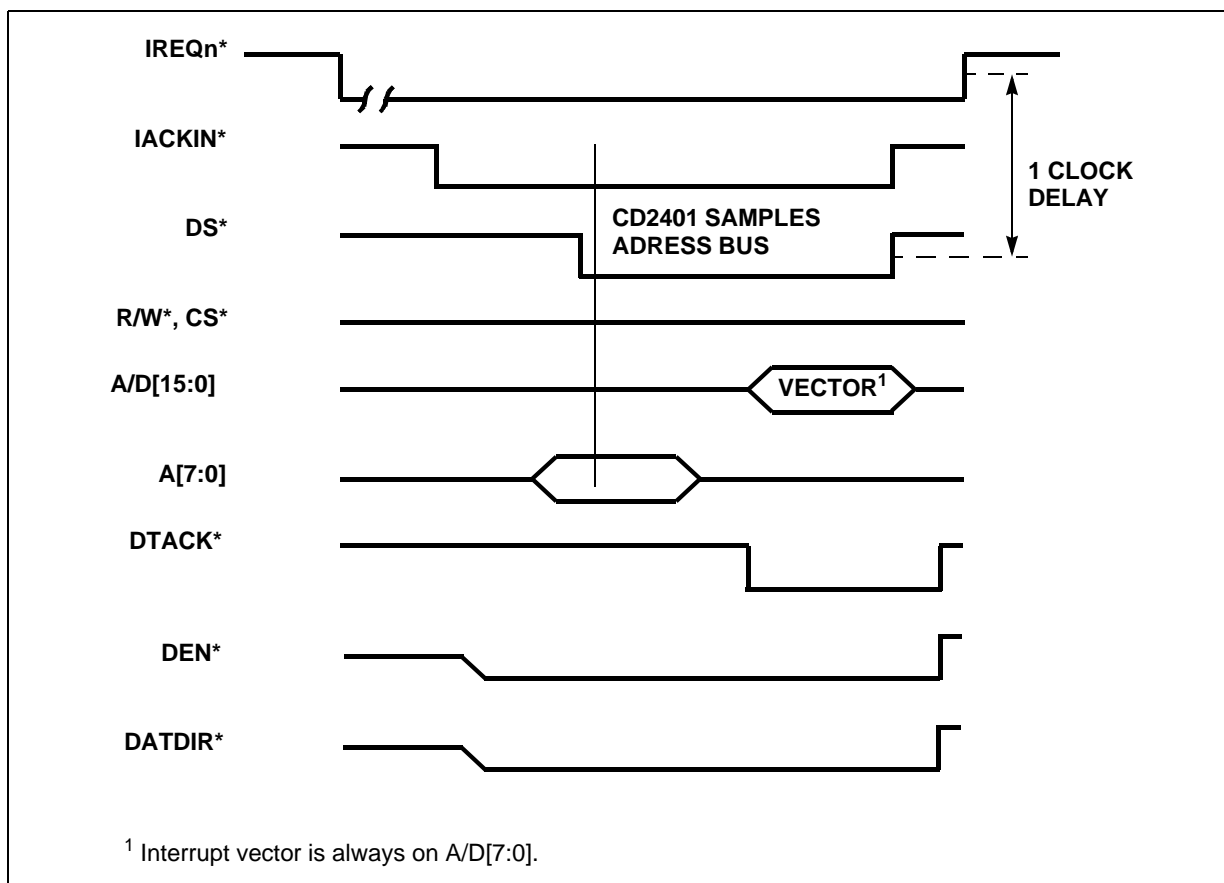 IREQn*
IACKIN*
1 CLOCK
DELAY
CD2401 SAMPLES
ADRESS BUS
DS*
R/W*, CS*
A/D[15:0]
VECTOR1
A[7:0]
DTACK*
DEN*
DATDIR*
1 Interrupt vector is always on A/D[7:0].